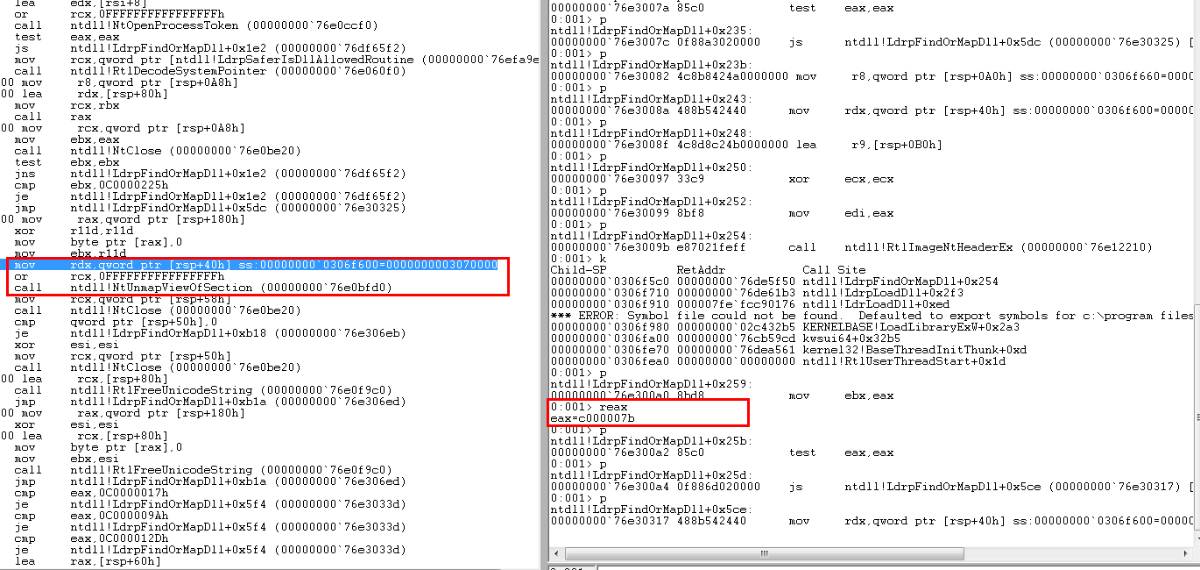 lea edx,[rsi+8]
or rcx,0FFFFFFFFFFFFFFFFh
call ntdll!NtOpenProcessToken (00000000`76e0ccf0)
test eax,eax
js ntdll!LdrpFindOrMapDll+0x1e2 (00000000`76df65f2)
mov rcx,qword ptr [ntdll!LdrpSaferIsDllAllowedRoutine (00000000`76efa9e
call ntdll!RtlDecodeSystemPointer (00000000`76e060f0)
00 mov r8,qword ptr [rsp+0A8h]
00 lea rdx,[rsp+80h]
mov rcx,rbx
call rax
00 mov rcx,qword ptr [rsp+0A8h]
mov ebx,eax
call ntdll!NtClose (00000000`76e0be20)
test ebx,ebx
jns ntdll!LdrpFindOrMapDll+0x1e2 (00000000`76df65f2)
cmp ebx,0C0000225h
je ntdll!LdrpFindOrMapDll+0x1e2 (00000000`76df65f2)
jmp ntdll!LdrpFindOrMapDll+0x5dc (00000000`76e30325)
00 mov rax,qword ptr [rsp+180h]
xor r11d,r11d
mov byte ptr [rax],0
mov ebx,r11d
mov rdx,qword ptr [rsp+40h] ss:00000000`0306f600=0000000003070000
or rcx,0FFFFFFFFFFFFFFFFh
call ntdll!NtUnmapViewOfSection (00000000`76e0bfd0)
mov rcx,qword ptr [rsp+58h]
call ntdll!NtClose (00000000`76e0be20)
cmp qword ptr [rsp+50h],0
je ntdll!LdrpFindOrMapDll+0xb18 (00000000`76e306eb)
xor esi,esi
mov rcx,qword ptr [rsp+50h]
call ntdll!NtClose (00000000`76e0be20)
00 lea rcx,[rsp+80h]
call ntdll!RtlFreeUnicodeString (00000000`76e0f9c0)
jmp ntdll!LdrpFindOrMapDll+0xb1a (00000000`76e306ed)
00 mov rax,qword ptr [rsp+180h]
xor esi,esi
00 lea rcx,[rsp+80h]
mov byte ptr [rax],0
mov ebx,esi
call ntdll!RtlFreeUnicodeString (00000000`76e0f9c0)
jmp ntdll!LdrpFindOrMapDll+0xb1a (00000000`76e306ed)
cmp eax,0C0000017h
je ntdll!LdrpFindOrMapDll+0x5f4 (00000000`76e3033d)
cmp eax,0C000009Ah
je ntdll!LdrpFindOrMapDll+0x5f4 (00000000`76e3033d)
cmp eax,0C000012Dh
je ntdll!LdrpFindOrMapDll+0x5f4 (00000000`76e3033d)
lea rax,[rsp+60h]
00000000`76e3007a 85c0 test eax,eax
0:001> p
ntdll!LdrpFindOrMapDll+0x235:
00000000`76e3007c 0f88a3020000 js ntdll!LdrpFindOrMapDll+0x5dc (00000000`76e30325) [
0:001> p
ntdll!LdrpFindOrMapDll+0x23b:
00000000`76e30082 4c8b8424a0000000 mov r8,qword ptr [rsp+0A0h] ss:00000000`0306f660=00000
0:001> p
ntdll!LdrpFindOrMapDll+0x243:
00000000`76e3008a 488b542440 mov rdx,qword ptr [rsp+40h] ss:00000000`0306f600=00000
0:001> p
ntdll!LdrpFindOrMapDll+0x248:
00000000`76e3008f 4c8d8c24b0000000 lea r9,[rsp+0B0h]
0:001> p
ntdll!LdrpFindOrMapDll+0x250:
00000000`76e30097 33c9 xor ecx,ecx
0:001> p
ntdll!LdrpFindOrMapDll+0x252:
00000000`76e30099 8bf8 mov edi,eax
0:001> p
ntdll!LdrpFindOrMapDll+0x254:
00000000`76e3009b e87021feff call ntdll!RtlImageNtHeaderEx (00000000`76e12210)
0:001> k
Child-SP RetAddr Call Site
00000000`0306f5c0 00000000`76de5f50 ntdll!LdrpFindOrMapDll+0x254
00000000`0306f710 00000000`76de61b3 ntdll!LdrpLoadDll+0x2f3
00000000`0306f910 000007fe`fcc90176 ntdll!LdrLoadDll+0xed
*** ERROR: Symbol file could not be found. Defaulted to export symbols for c:\program files
00000000`0306f980 00000000`02c432b5 KERNELBASE!LoadLibraryExW+0x2a3
00000000`0306fa00 00000000`76cb59cd kwsui64+0x32b5
00000000`0306fe70 00000000`76dea561 kernel32!BaseThreadInitThunk+0xd
00000000`0306fea0 00000000`00000000 ntdll!RtlUserThreadStart+0x1d
0:001> p
ntdll!LdrpFindOrMapDll+0x259:
00000000`76e300a0 8bd8 mov ebx,eax
0:001> reax
eax=c000007b
0:001> p
ntdll!LdrpFindOrMapDll+0x25b:
00000000`76e300a2 85c0 test eax,eax
0:001> p
ntdll!LdrpFindOrMapDll+0x25d:
00000000`76e300a4 0f886d020000 js ntdll!LdrpFindOrMapDll+0x5ce (00000000`76e30317) [
0:001> p
ntdll!LdrpFindOrMapDll+0x5ce:
00000000`76e30317 488b542440 mov rdx,qword ptr [rsp+40h] ss:00000000`0306f600=00000